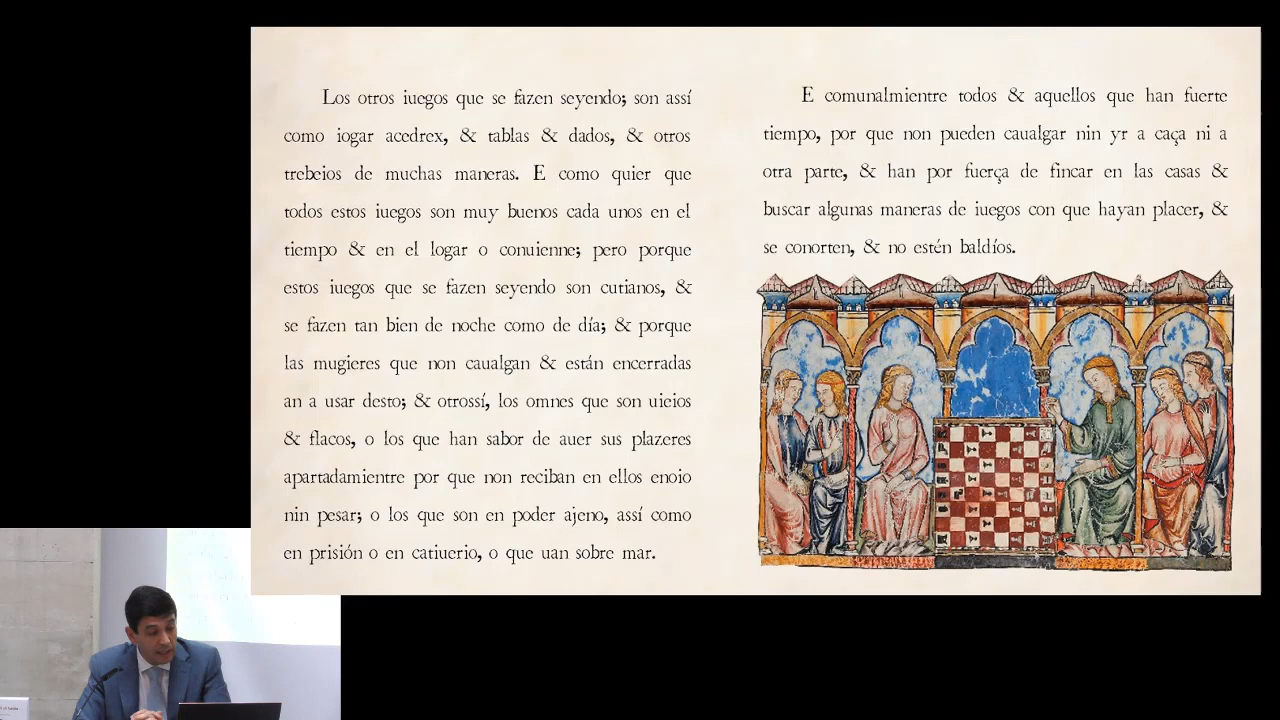 Los otros iuegos que se fazen seyendo; son assí
como iogar acedrex, & tablas & dados, & otros
trebeios de muchas maneras. E como quier que
todos estos iuegos son muy buenos cada unos en el
tiempo & en el logar o conuienne; pero porque
estos iuegos que se fazen seyendo son cutianos, &
se fazen tan bien de noche como de día; & porque
las mugieres que non caualgan & están encerradas
an a usar desto; & otrossí, los omnes que son uieios
& flacos, o los que han sabor de auer sus plazeres
apartadamientre por que non reciban en ellos enoio
nin pesar; o los que son en poder ajeno, assí como
en prisión o en catiuerio, o que uan sobre mar.
E comunalmientre todos & aquellos que han fuerte
tiempo, por que non pueden caualgar nin yr a caça ni a
otra parte, & han por fuerça de fincar en las casas &
buscar algunas maneras de iuegos con que hayan placer, &
se conorten, & no estén baldíos.